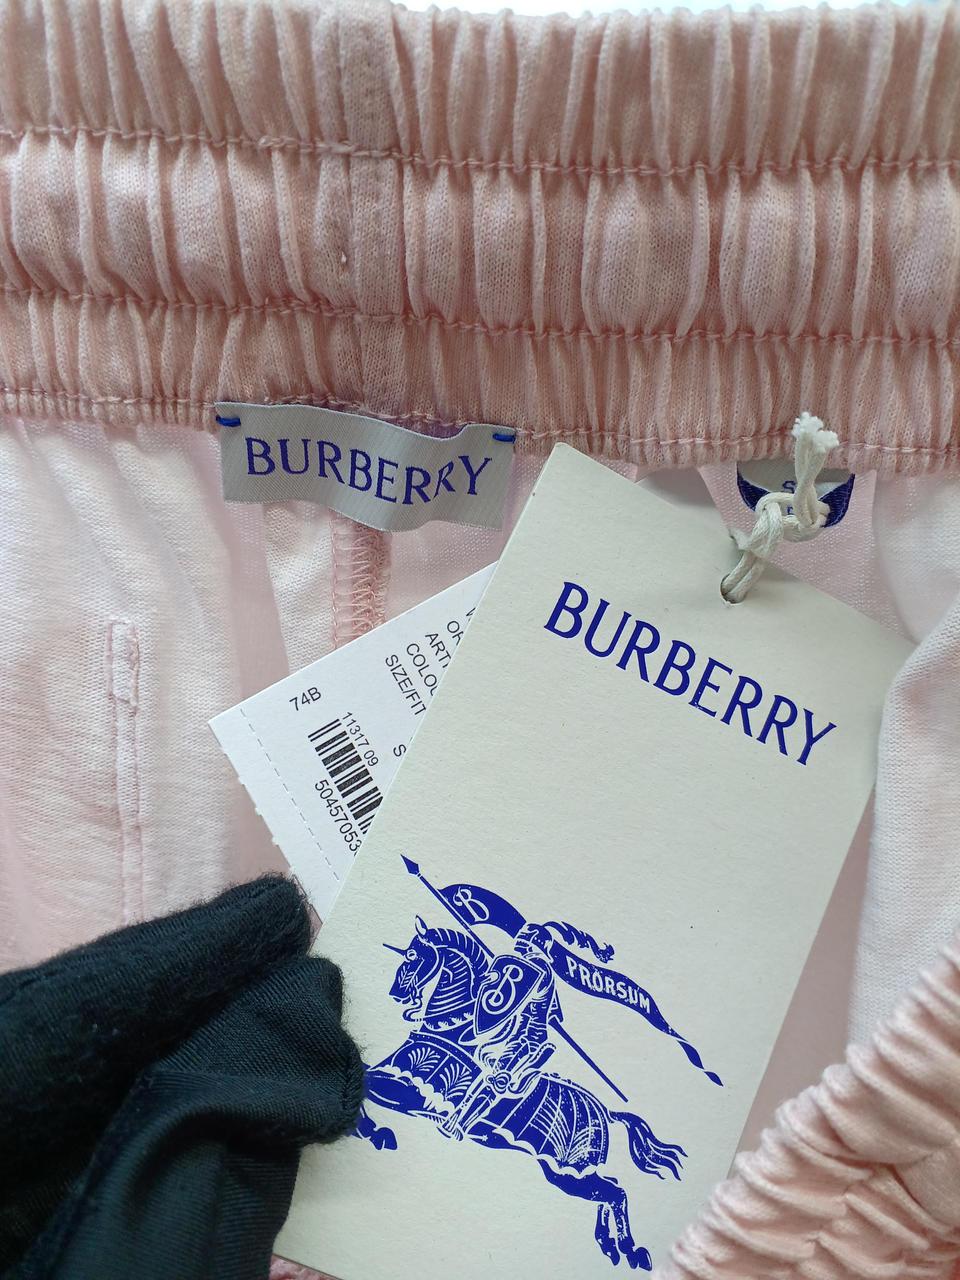 BURBERRY
BURBERRY
ARTI
COLOU
SIZE/FIT
S
74B
11317 09
50457053
B
PRORSUM
B
S